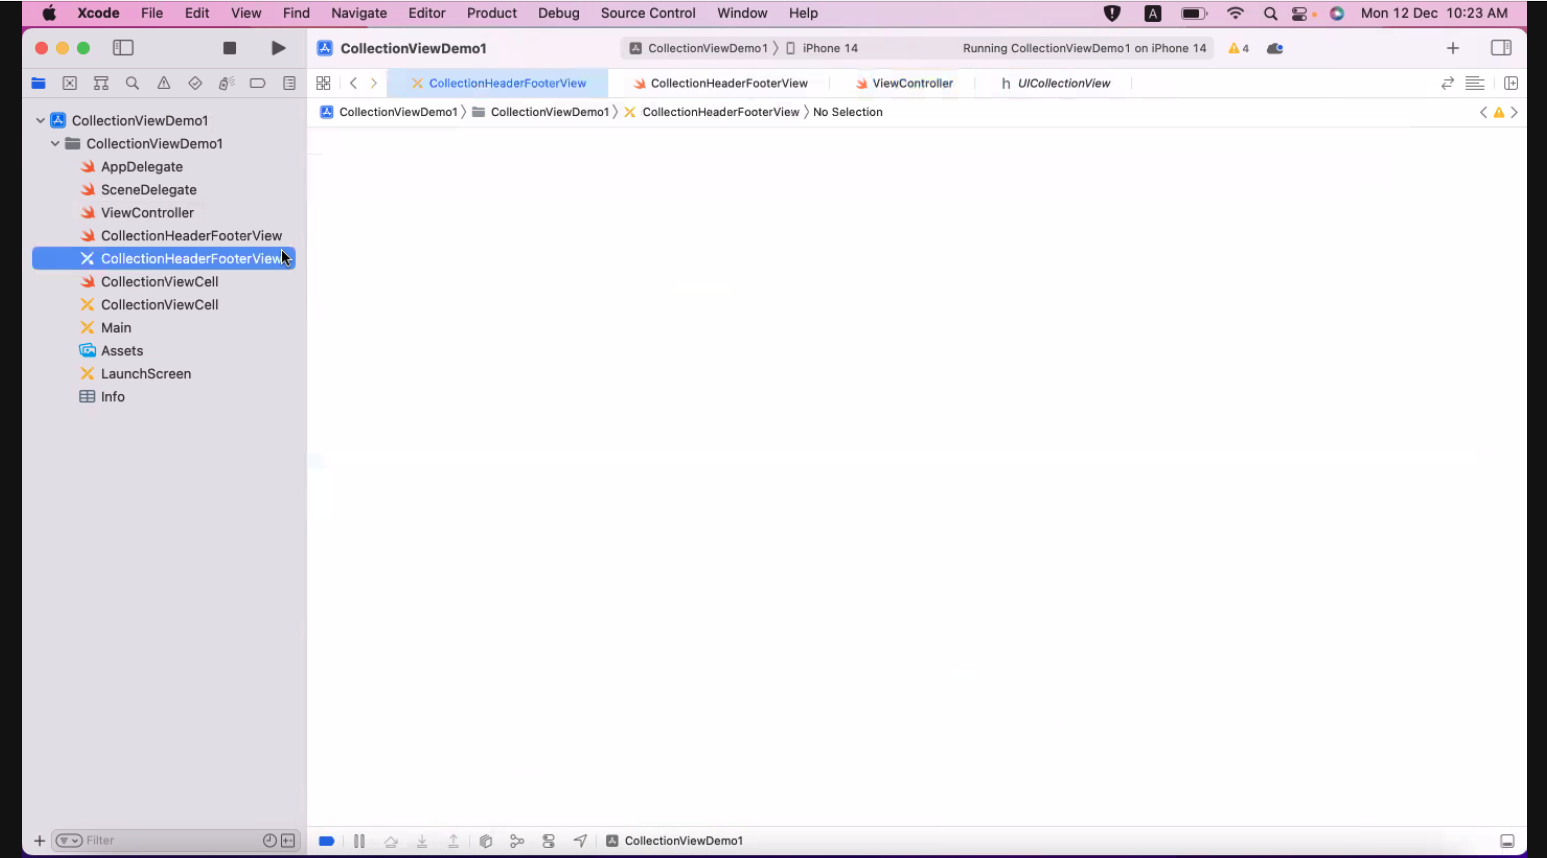 Xcode File Edit View Find Navigate Editor Product Debug Source Control Window Help A Mon 12 Dec 10:23 AM
CollectionViewDemo1 CollectionViewDemo1 iPhone 14 Running CollectionViewDemo1 on iPhone 14 4
CollectionHeaderFooterView CollectionHeaderFooterView ViewController h UICollectionView
CollectionViewDemo1 CollectionViewDemo1 CollectionHeaderFooterView No Selection
CollectionViewDemo1
CollectionViewDemo1
AppDelegate
SceneDelegate
ViewController
CollectionHeaderFooterView
CollectionHeaderFooterView
CollectionViewCell
CollectionViewCell
Main
Assets
LaunchScreen
Info
Filter CollectionViewDemo1